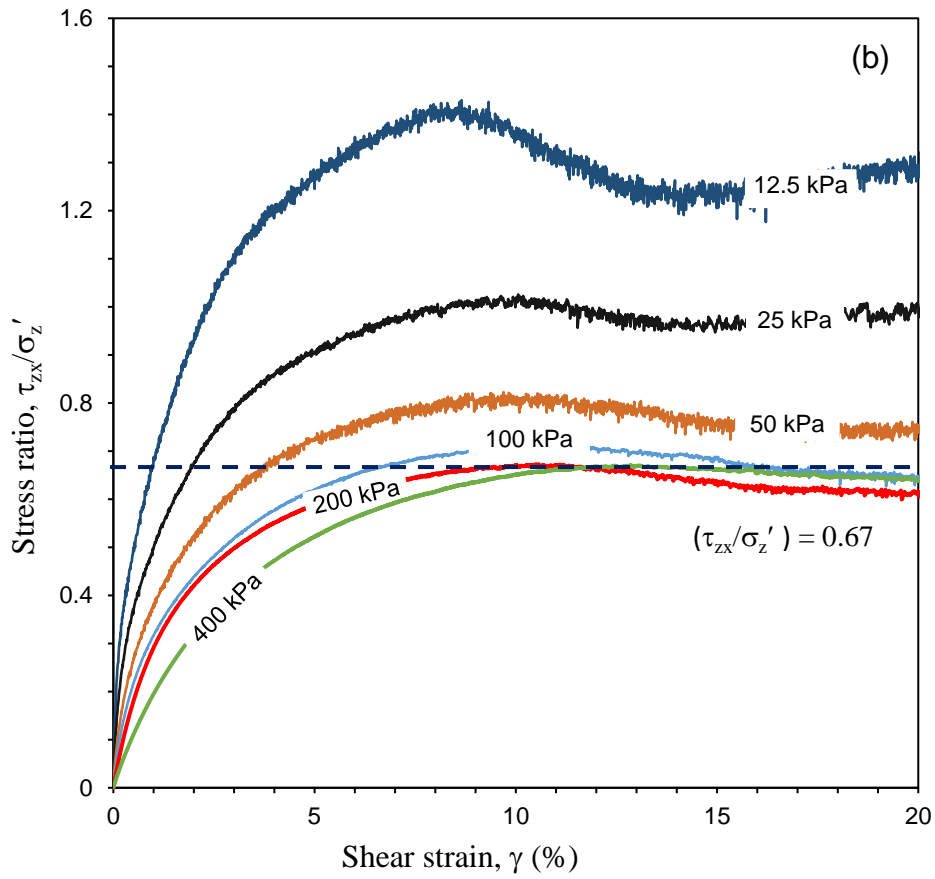 1.6
(b)
1.2
12.5 kPa
25 kPa
Stress ratio, τzx/σz′
0.8
50 kPa
100 kPa
200 kPa
(τzx/σz′ ) = 0.67
0.4
400 kPa
0
0
5
10
15
20
Shear strain, γ (%)